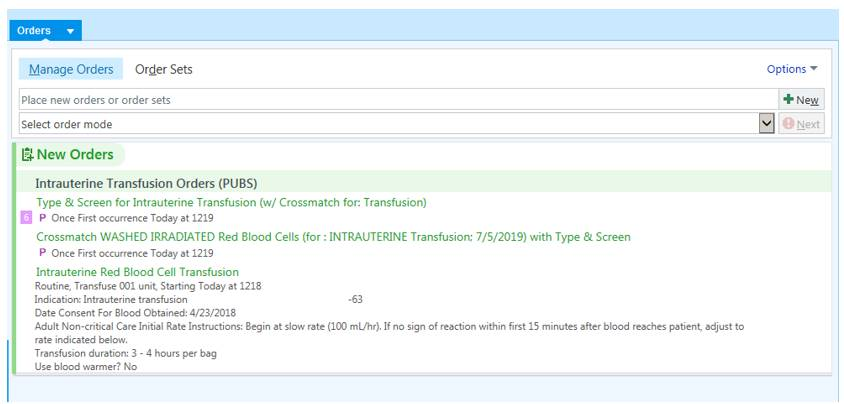 Orders
Manage Orders Order Sets Options
Place new orders or order sets New
Select order mode Next
New Orders
Intrauterine Transfusion Orders (PUBS)
Type & Screen for Intrauterine Transfusion (w/ Crossmatch for: Transfusion)
6 P Once First occurrence Today at 1219
Crossmatch WASHED IRRADIATED Red Blood Cells (for : INTRAUTERINE Transfusion; 7/5/2019) with Type & Screen
P Once First occurrence Today at 1219
Intrauterine Red Blood Cell Transfusion
Routine, Transfuse 001 unit, Starting Today at 1218
Indication: Intrauterine transfusion -63
Date Consent For Blood Obtained: 4/23/2018
Adult Non-critical Care Initial Rate Instructions: Begin at slow rate (100 mL/hr). If no sign of reaction within first 15 minutes after blood reaches patient, adjust to
rate indicated below.
Transfusion duration: 3 - 4 hours per bag
Use blood warmer? No